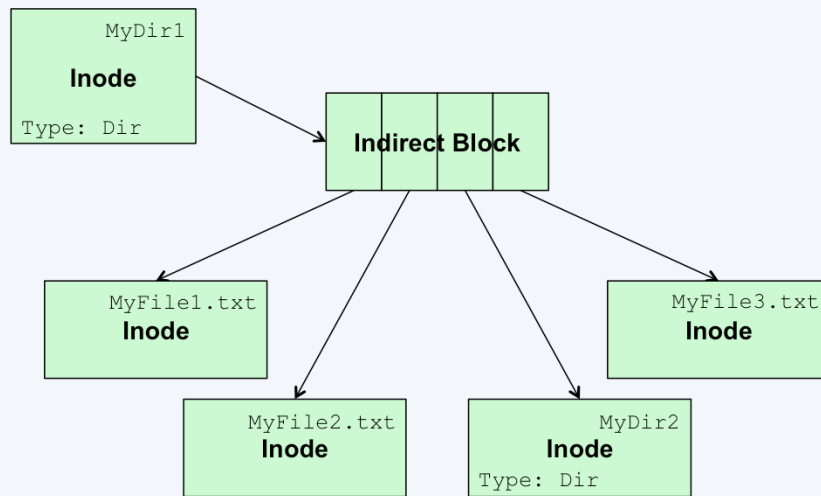 MyDir1
Inode
Type: Dir
Indirect Block
MyFile1.txt
Inode
MyFile3.txt
Inode
MyFile2.txt
Inode
MyDir2
Inode
Type: Dir